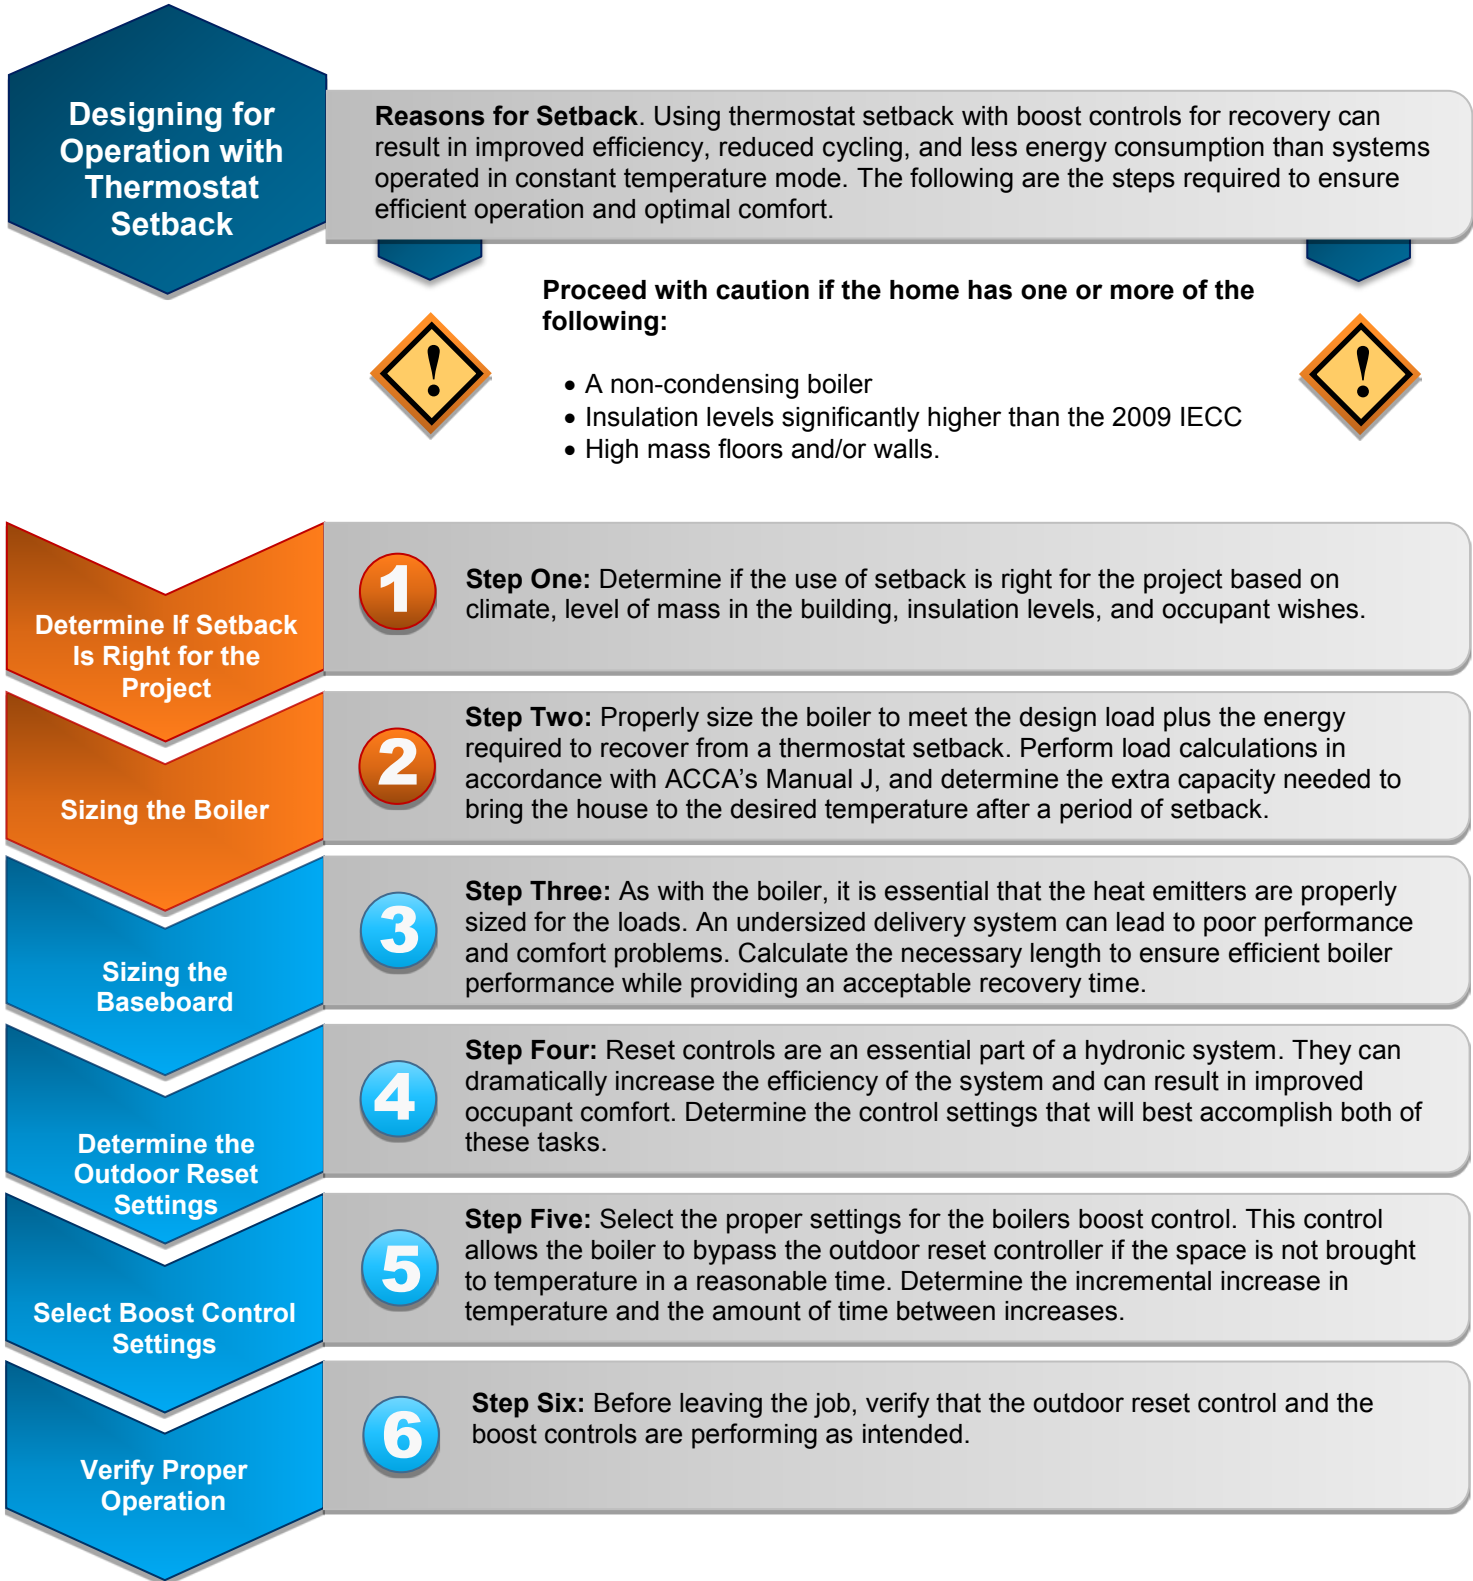 Designing for
Operation with
Thermostat
Setback
Reasons for Setback. Using thermostat setback with boost controls for recovery can
result in improved efficiency, reduced cycling, and less energy consumption than systems
operated in constant temperature mode. The following are the steps required to ensure
efficient operation and optimal comfort.
Proceed with caution if the home has one or more of the
following:
! !
• A non-condensing boiler
• Insulation levels significantly higher than the 2009 IECC
• High mass floors and/or walls.
Determine If Setback
Is Right for the
Project
1
Step One: Determine if the use of setback is right for the project based on
climate, level of mass in the building, insulation levels, and occupant wishes.
Sizing the Boiler
2
Step Two: Properly size the boiler to meet the design load plus the energy
required to recover from a thermostat setback. Perform load calculations in
accordance with ACCA's Manual J, and determine the extra capacity needed to
bring the house to the desired temperature after a period of setback.
Sizing the
Baseboard
3
Step Three: As with the boiler, it is essential that the heat emitters are properly
sized for the loads. An undersized delivery system can lead to poor performance
and comfort problems. Calculate the necessary length to ensure efficient boiler
performance while providing an acceptable recovery time.
Determine the
Outdoor Reset
Settings
4
Step Four: Reset controls are an essential part of a hydronic system. They can
dramatically increase the efficiency of the system and can result in improved
occupant comfort. Determine the control settings that will best accomplish both of
these tasks.
Select Boost Control
Settings
5
Step Five: Select the proper settings for the boilers boost control. This control
allows the boiler to bypass the outdoor reset controller if the space is not brought
to temperature in a reasonable time. Determine the incremental increase in
temperature and the amount of time between increases.
Verify Proper
Operation
6
Step Six: Before leaving the job, verify that the outdoor reset control and the
boost controls are performing as intended.